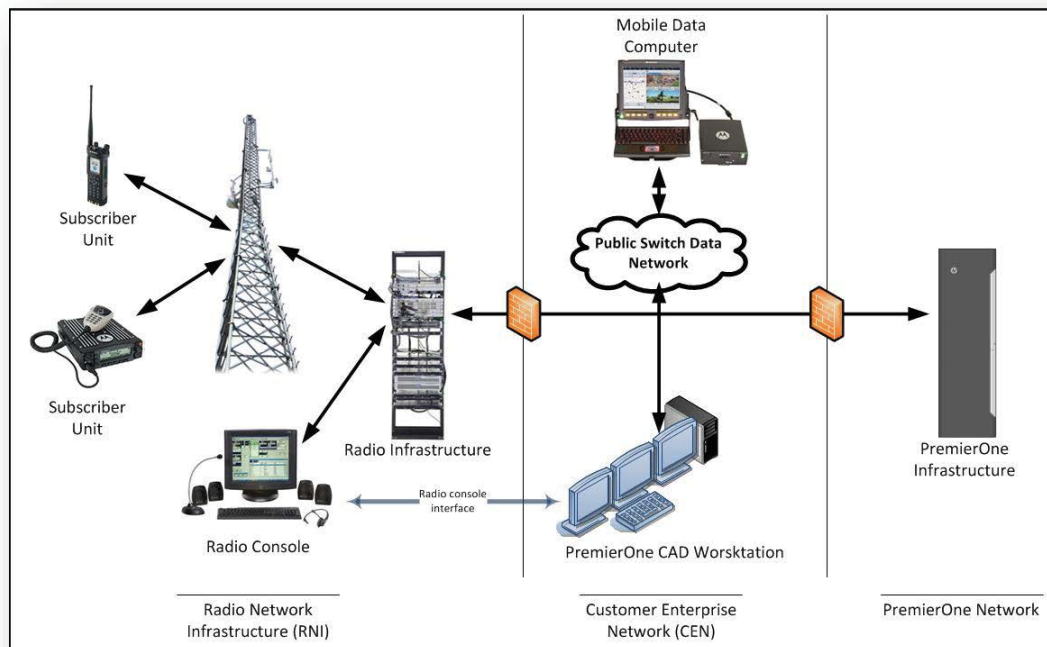 Mobile Data
Computer
Subscriber
Unit
Public Switch Data
Network
Subscriber
Unit
Radio Infrastructure
PremierOne
Infrastructure
Radio console
interface
Radio Console
PremierOne CAD Worsktation
Radio Network
Infrastructure (RNI)
Customer Enterprise
Network (CEN)
PremierOne Network